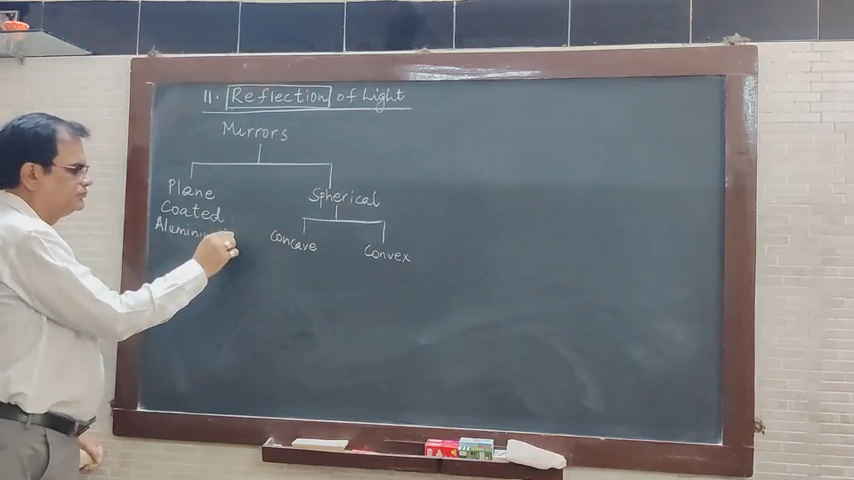 11. Reflection of Light
Mirrors
Plane
Spherical
Coated
Concave
Convex